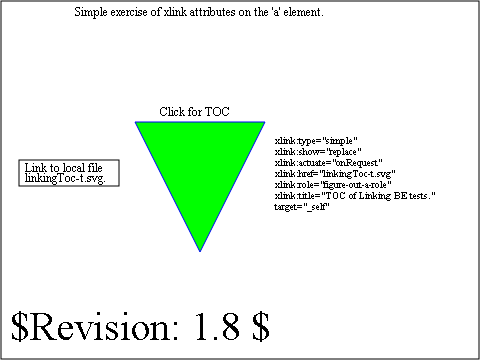 Simple exercise of xlink attributes on the 'a' element.
Click for TOC
Link to local file
linkingToc-t.svg.
xlink:type="simple"
xlink:show="replace"
xlink:actuate="onRequest."
xlink:href="linkingToc-t.svg"
xlink:role="figure-out-a-role"
xlink:title="TOC of Linking BE tests."
target="_self"
$Revision: 1.8 $